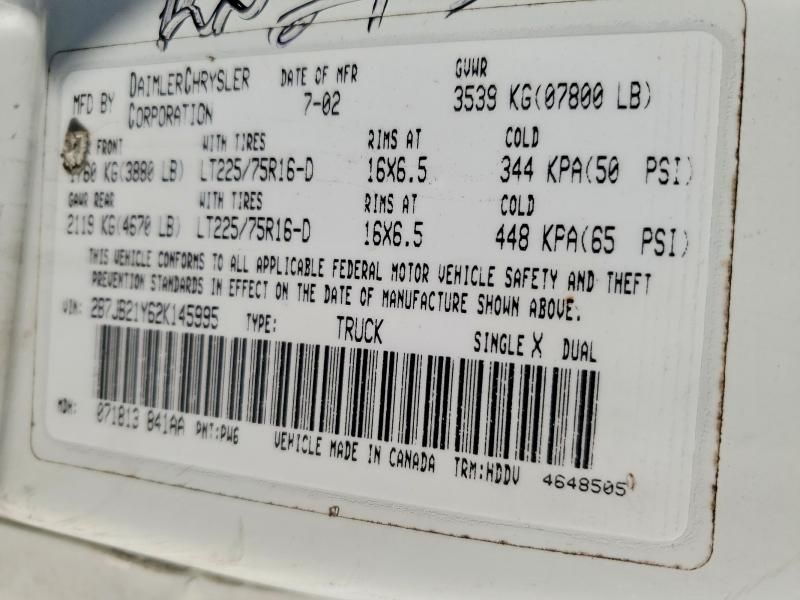 MFD BY DAIMLERCHRYSLER CORPORATION DATE OF MFR 7-02 GVWR 3539 KG(07800 LB)
FRONT WITH TIRES RIMS AT COLD
1760 KG(3880 LB) LT225/75R16-D 16X6.5 344 KPA(50 PSI)
GAWR REAR WITH TIRES RIMS AT COLD
2119 KG(4670 LB) LT225/75R16-D 16X6.5 448 KPA(65 PSI)
THIS VEHICLE CONFORMS TO ALL APPLICABLE FEDERAL MOTOR VEHICLE SAFETY AND THEFT
PREVENTION STANDARDS IN EFFECT ON THE DATE OF MANUFACTURE SHOWN ABOVE.
VIN: 2B7JB21Y62K145995 TYPE: TRUCK SINGLE X DUAL
MDH: 071813 841AA PNT:PW6 VEHICLE MADE IN CANADA TRM:HDDV 4648505